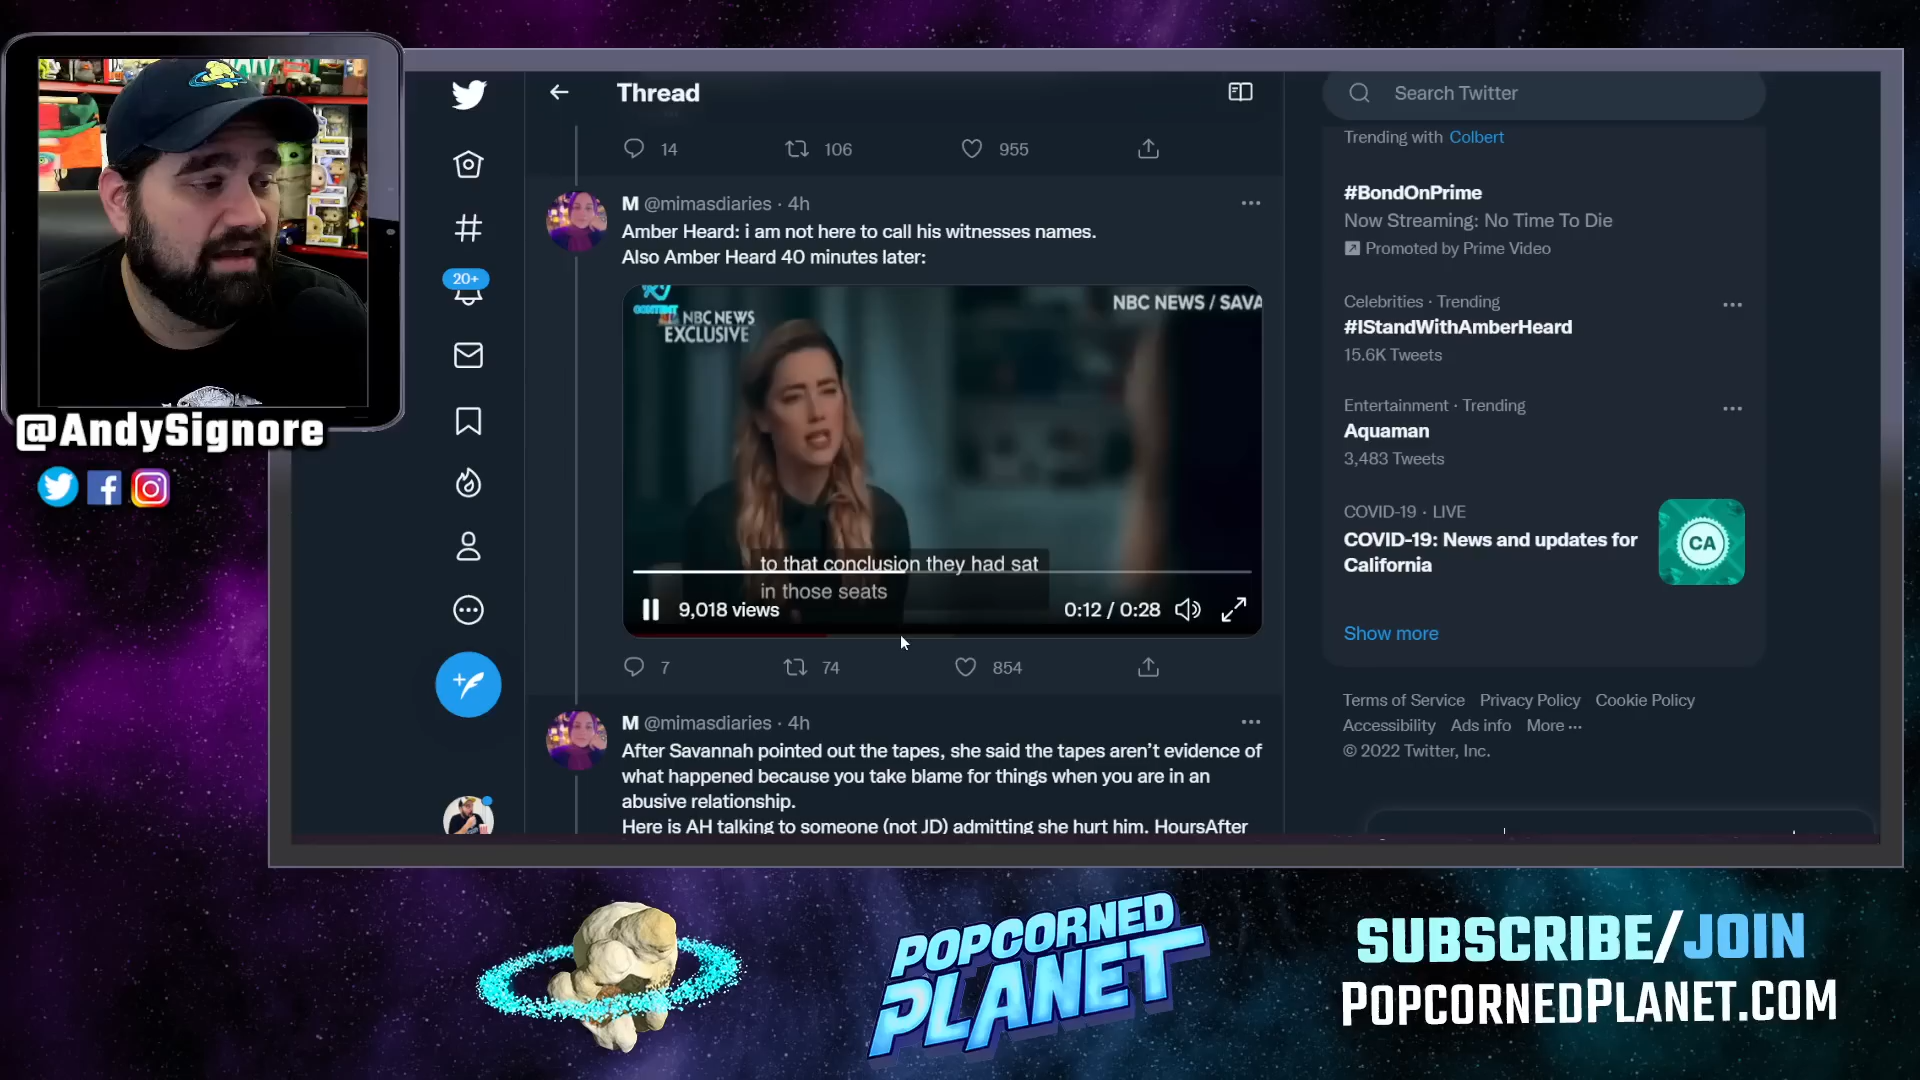 @AndySignore
Thread
14
106
955
M @mimasdiaries · 4h
Amber Heard: i am not here to call his witnesses names.
Also Amber Heard 40 minutes later:
CONTENT
NBC NEWS
EXCLUSIVE
NBC NEWS / SAVA
to that conclusion they had sat
in those seats
9,018 views
0:12 / 0:28
7
74
854
M @mimasdiaries · 4h
After Savannah pointed out the tapes, she said the tapes aren't evidence of
what happened because you take blame for things when you are in an
abusive relationship.
Here is AH talking to someone (not JD) admitting she hurt him. HoursAfter
20+
Search Twitter
Trending with Colbert
#BondOnPrime
Now Streaming: No Time To Die
Promoted by Prime Video
Celebrities · Trending
#IStandWithAmberHeard
15.6K Tweets
Entertainment · Trending
Aquaman
3,483 Tweets
COVID-19 · LIVE
COVID-19: News and updates for
California
CA
Show more
Terms of Service Privacy Policy Cookie Policy
Accessibility Ads info More ···
© 2022 Twitter, Inc.
POPCORNED
PLANET
SUBSCRIBE/JOIN
POPCORNEDPLANET.COM